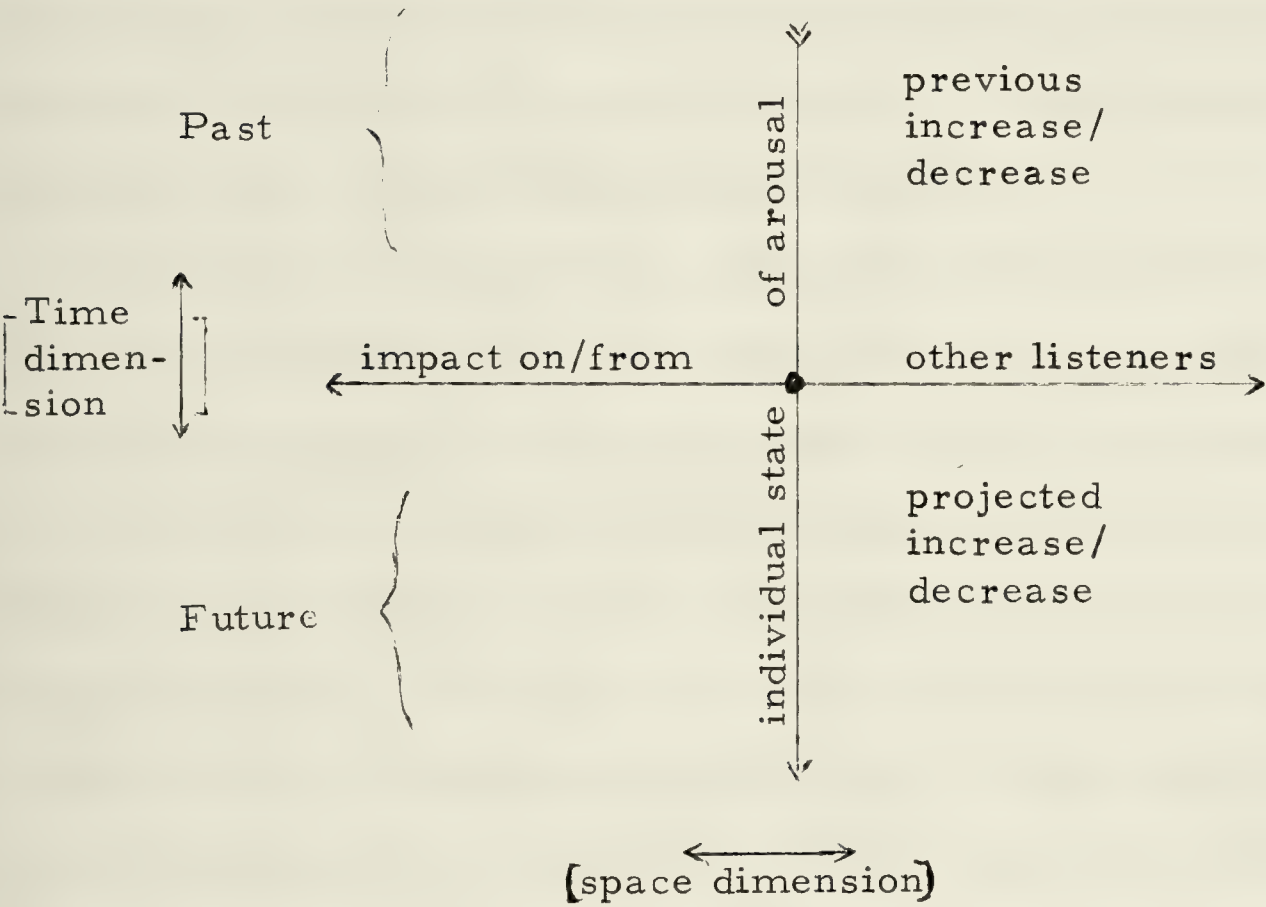 Past
previous
increase/
decrease
individual state of arousal
Time
dimen-
sion
impact on/from other listeners
Future
projected
increase/
decrease
[space dimension]